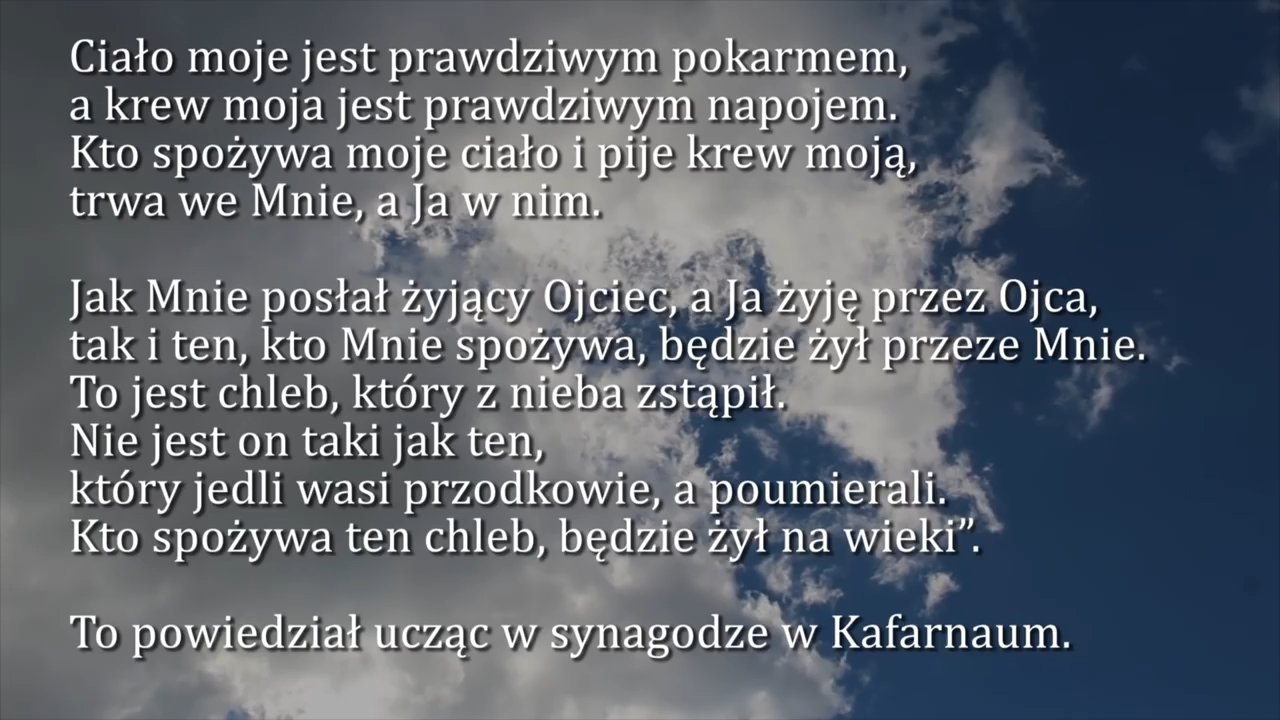 Ciało moje jest prawdziwym pokarmem,
a krew moja jest prawdziwym napojem.
Kto spożywa moje ciało i pije krew moją,
trwa we Mnie, a Ja w nim.
Jak Mnie posłał żyjący Ojciec, a Ja żyję przez Ojca,
tak i ten, kto Mnie spożywa, będzie żył przeze Mnie.
To jest chleb, który z nieba zstąpił.
Nie jest on taki jak ten,
który jedli wasi przodkowie, a poumierali.
Kto spożywa ten chleb, będzie żył na wieki”.
To powiedział ucząc w synagodze w Kafarnaum.